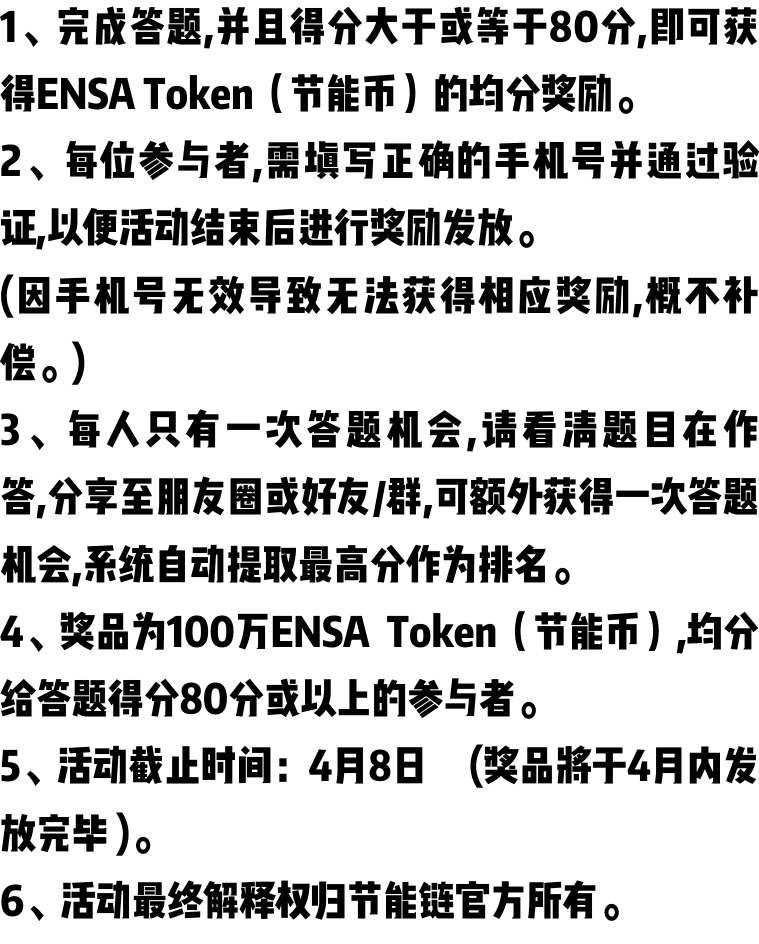 1、完成答题,并且得分大于或等于80分,即可获
得ENSA Token（节能币）的均分奖励。
2、每位参与者,需填写正确的手机号并通过验
证,以便活动结束后进行奖励发放。
(因手机号无效导致无法获得相应奖励,概不补
偿。)
3、每人只有一次答题机会,请看清题目在作
答,分享至朋友圈或好友/群,可额外获得一次答题
机会,系统自动提取最高分作为排名。
4、奖品为100万ENSA Token（节能币）,均分
给答题得分80分或以上的参与者。
5、活动截止时间：4月8日 (奖品將于4月内发
放完毕)。
6、活动最终解释权归节能链官方所有。